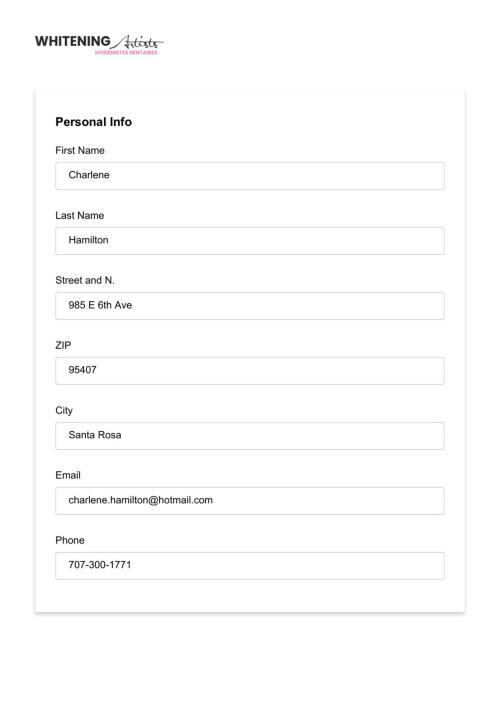 WHITENING Artists
HYGIÉNISTES DENTAIRES
Personal Info
First Name
Charlene
Last Name
Hamilton
Street and N.
985 E 6th Ave
ZIP
95407
City
Santa Rosa
Email
charlene.hamilton@hotmail.com
Phone
707-300-1771